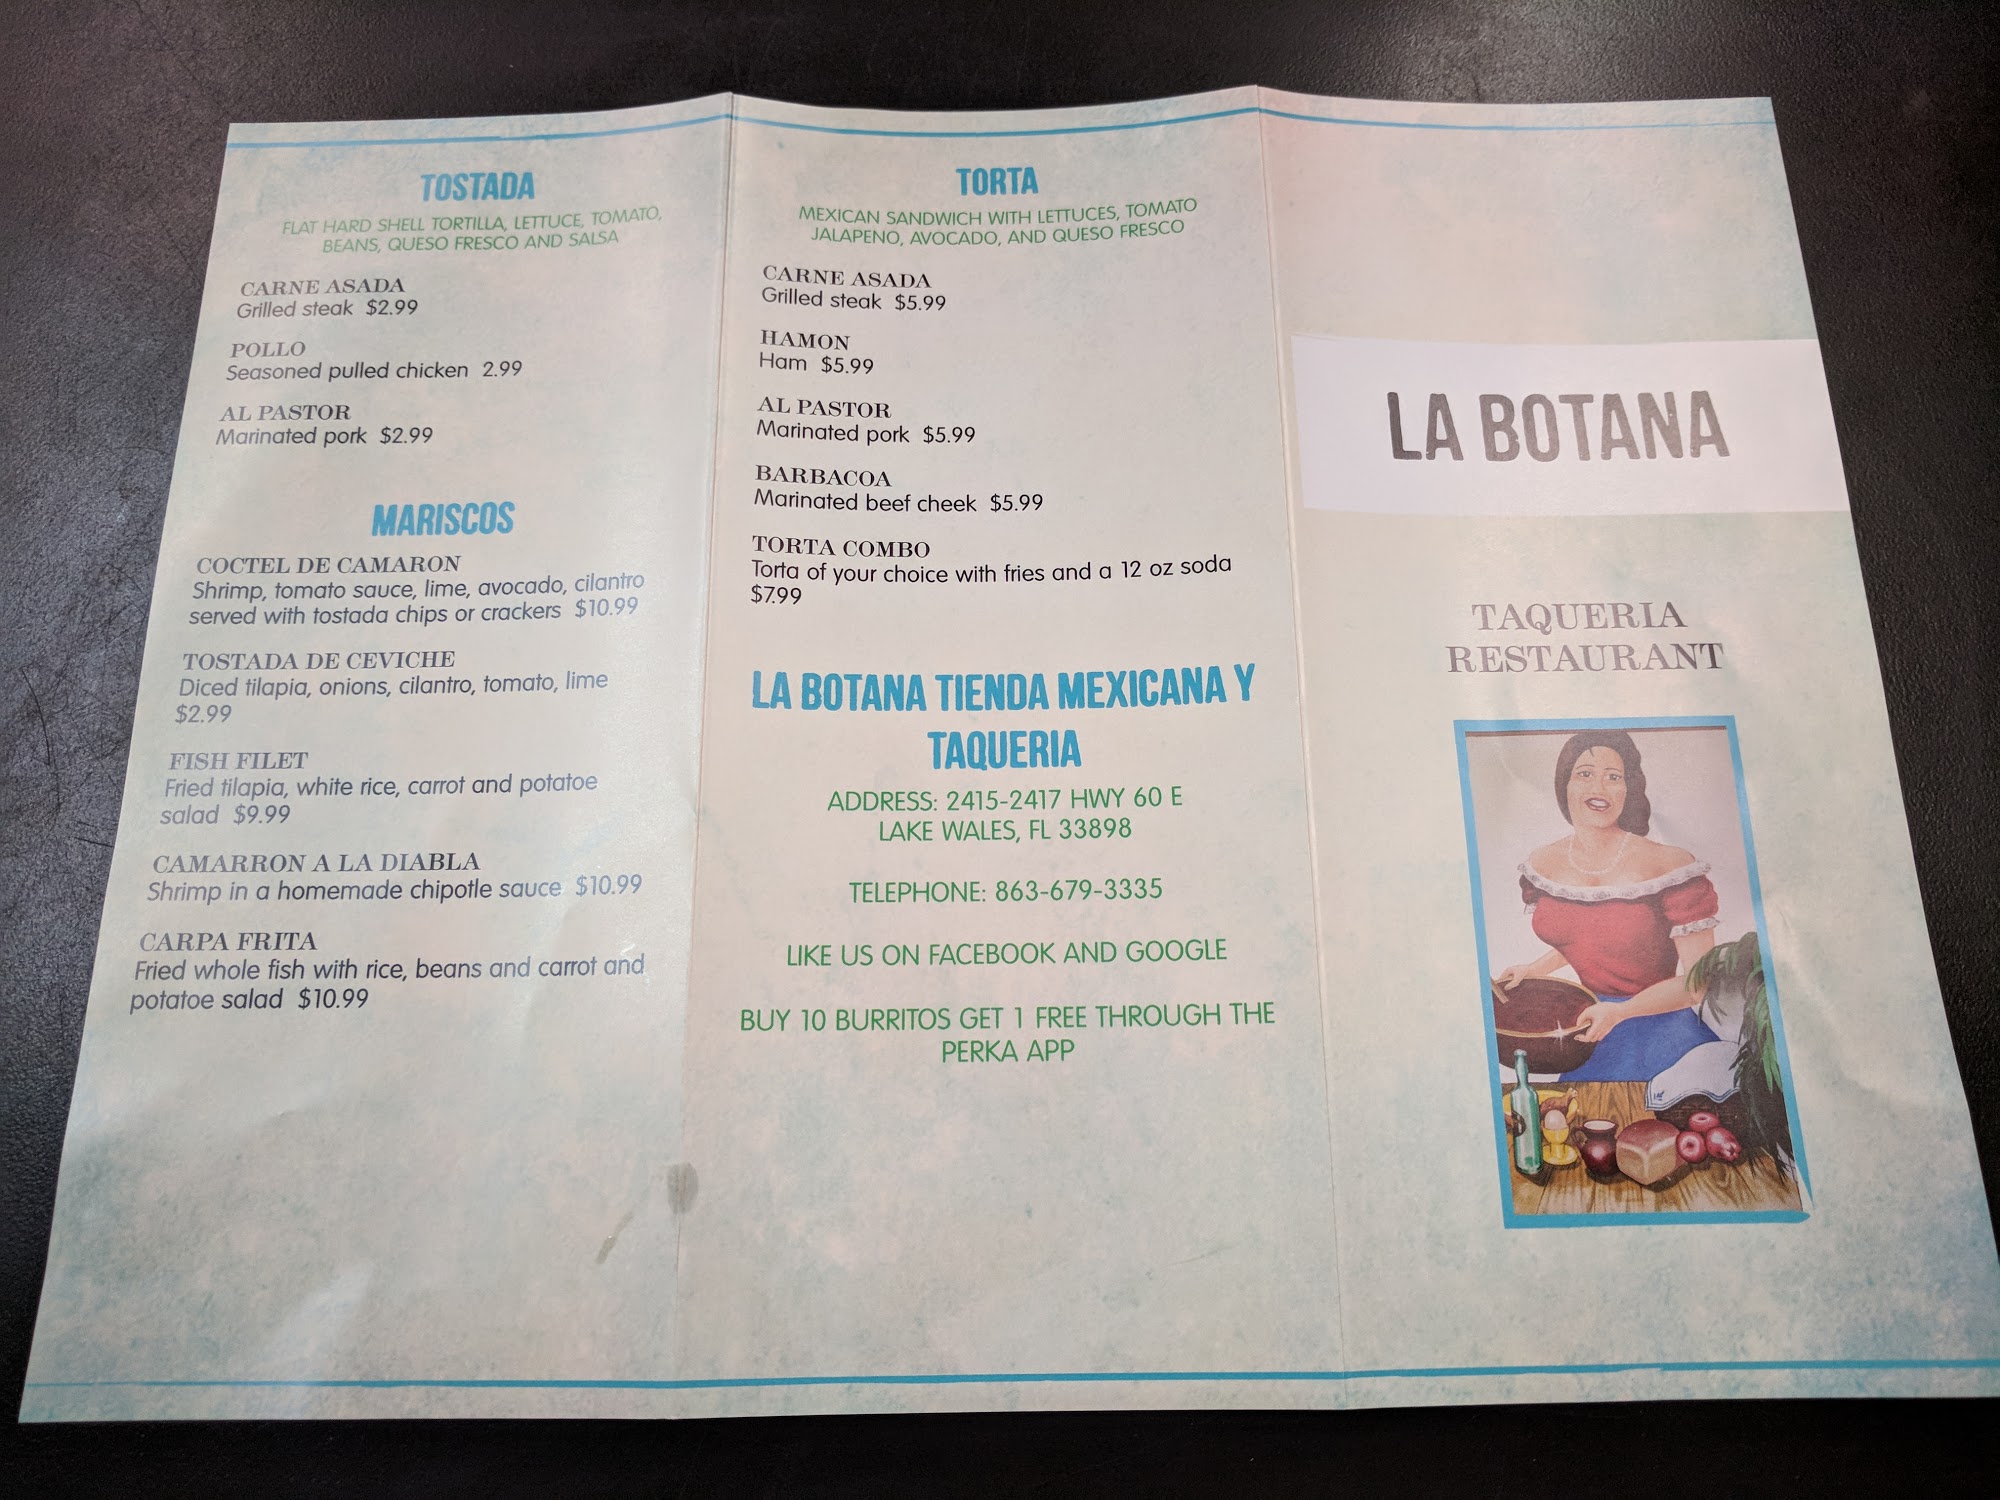 TOSTADA
FLAT HARD SHELL TORTILLA, LETTUCE, TOMATO,
BEANS, QUESO FRESCO AND SALSA
CARNE ASADA
Grilled steak $2.99
POLLO
Seasoned pulled chicken 2.99
AL PASTOR
Marinated pork $2.99
MARISCOS
COCTEL DE CAMARON
Shrimp, tomato sauce, lime, avocado, cilantro
served with tostada chips or crackers $10.99
TOSTADA DE CEVICHE
Diced tilapia, onions, cilantro, tomato, lime
$2.99
FISH FILET
Fried tilapia, white rice, carrot and potatoe
salad $9.99
CAMARRON A LA DIABLA
Shrimp in a homemade chipotle sauce $10.99
CARPA FRITA
Fried whole fish with rice, beans and carrot and
potatoe salad $10.99
TORTA
MEXICAN SANDWICH WITH LETTUCES, TOMATO
JALAPENO, AVOCADO, AND QUESO FRESCO
CARNE ASADA
Grilled steak $5.99
HAMON
Ham $5.99
AL PASTOR
Marinated pork $5.99
BARBACOA
Marinated beef cheek $5.99
TORTA COMBO
Torta of your choice with fries and a 12 oz soda
$7.99
LA BOTANA TIENDA MEXICANA Y
TAQUERIA
ADDRESS: 2415-2417 HWY 60 E
LAKE WALES, FL 33898
TELEPHONE: 863-679-3335
LIKE US ON FACEBOOK AND GOOGLE
BUY 10 BURRITOS GET 1 FREE THROUGH THE
PERKA APP
LA BOTANA
TAQUERIA
RESTAURANT